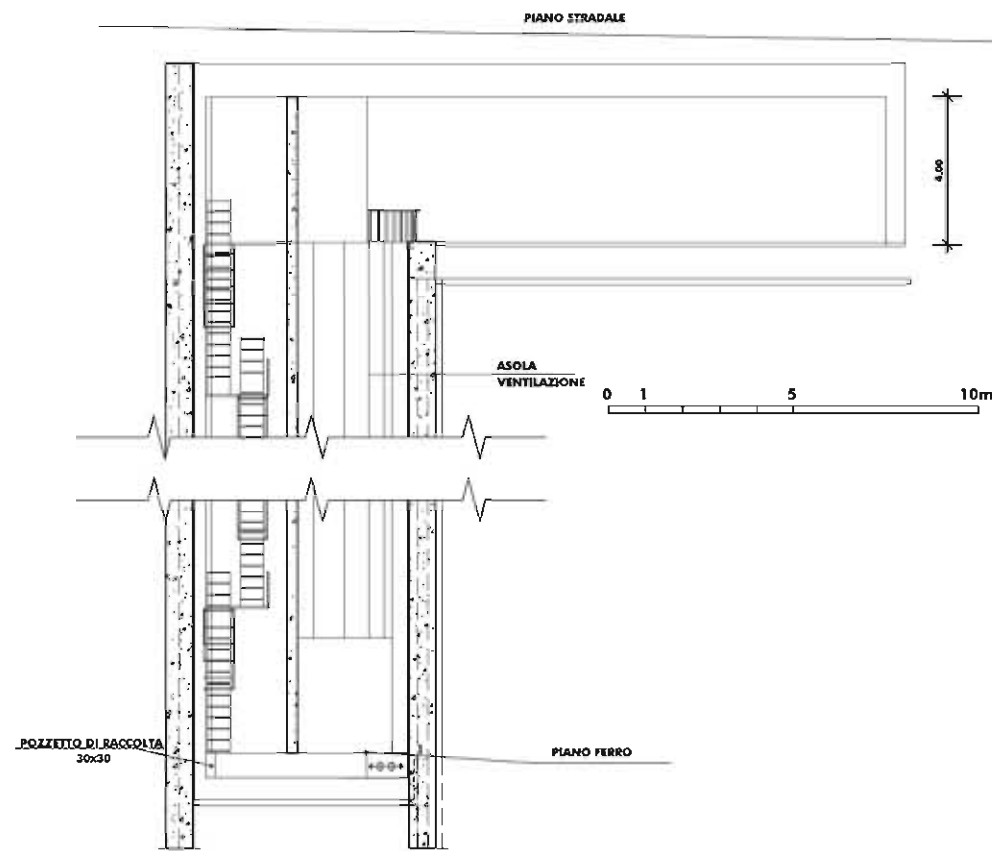 PIANO STRADALE
4.00
ASOLA
VENTILAZIONE
0 1 5 10m
POZZETTO DI RACCOLTA
30x30
PIANO FERRO